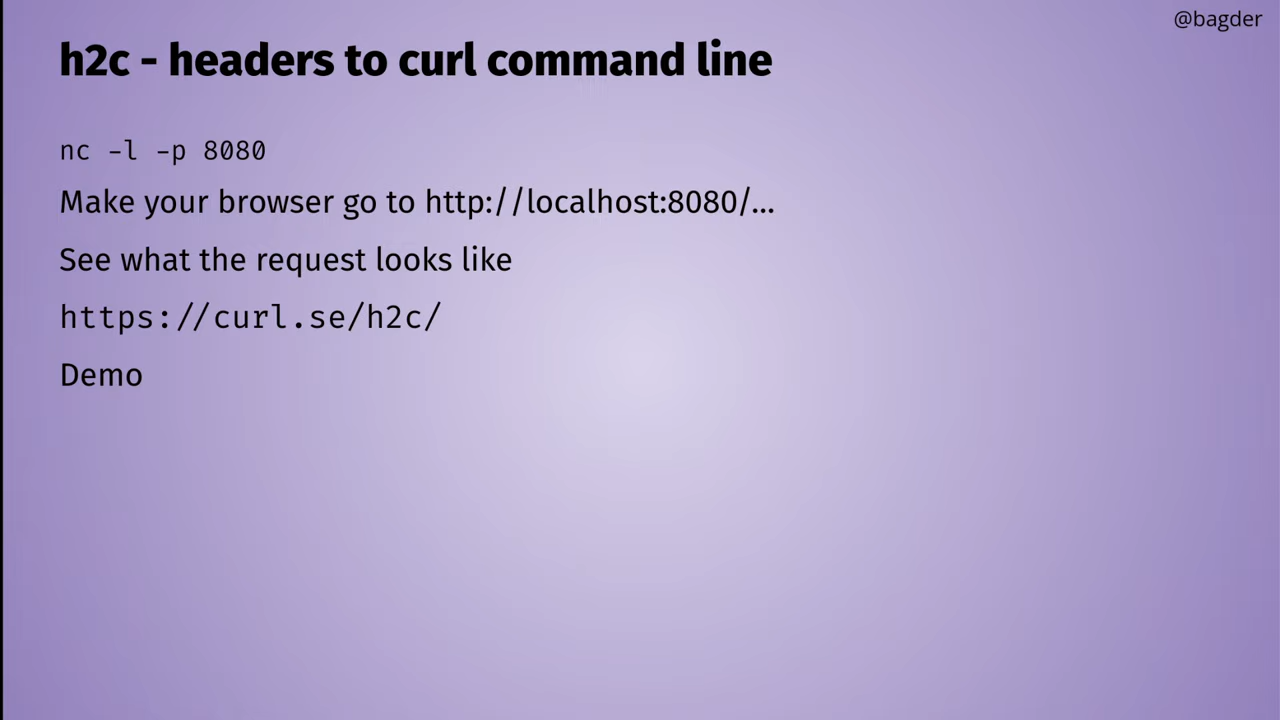 @bagder
h2c - headers to curl command line
nc -l -p 8080
Make your browser go to http://localhost:8080/...
See what the request looks like
https://curl.se/h2c/
Demo